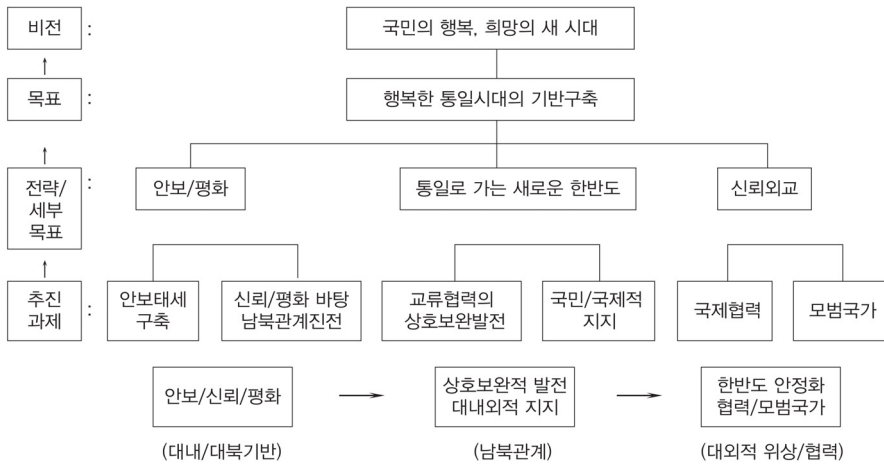 비전 : 국민의 행복, 희망의 새 시대
목표 : 행복한 통일시대의 기반구축
전략/
세부
목표
: 안보/평화 통일로 가는 새로운 한반도 신뢰외교
추진
과제
:
안보태세
구축
신뢰/평화 바탕
남북관계진전
교류협력의
상호보완발전
국민/국제적
지지
국제협력
모범국가
안보/신뢰/평화
상호보완적 발전
대내외적 지지
한반도 안정화
협력/모범국가
(대내/대북기반) (남북관계) (대외적 위상/협력)